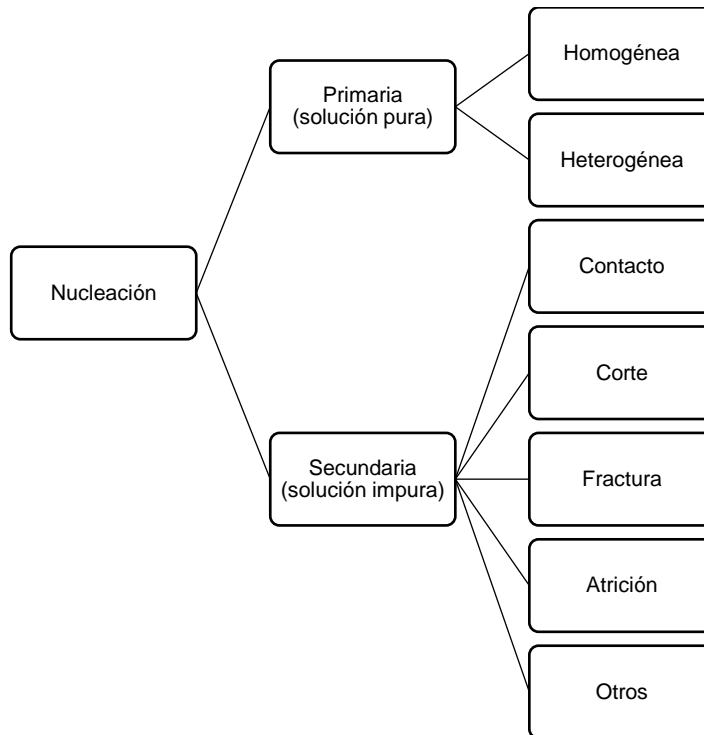 Nucleación
Primaria
(solución pura)
Homogénea
Heterogénea
Secundaria
(solución impura)
Contacto
Corte
Fractura
Atrición
Otros